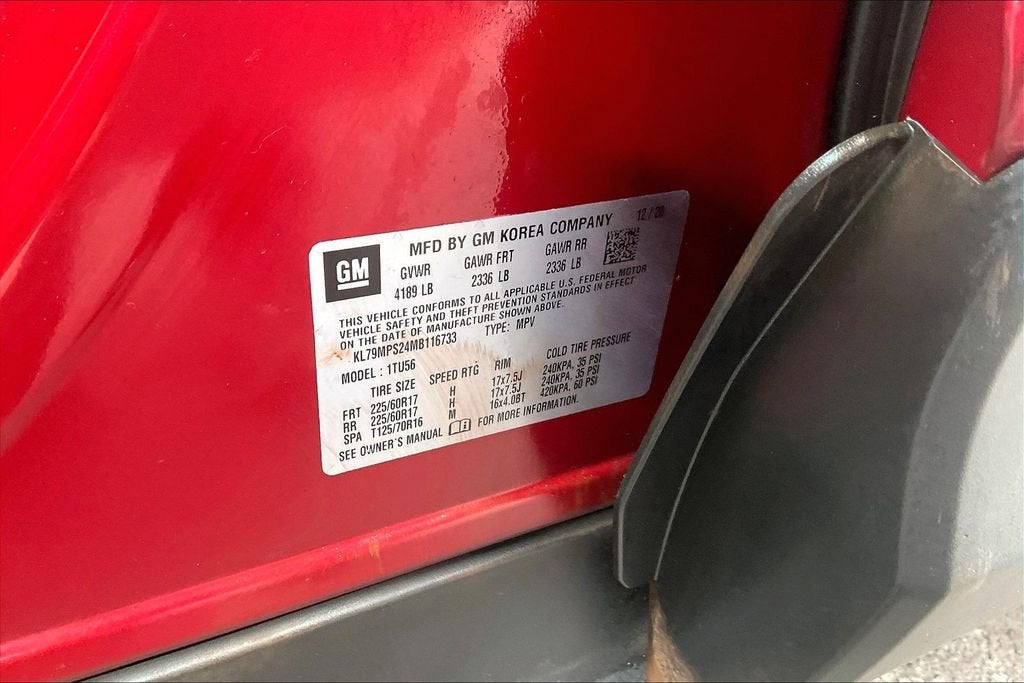 12 / 20
GM MFD BY GM KOREA COMPANY
GVWR GAWR FRT GAWR RR
4189 LB 2336 LB 2336 LB
THIS VEHICLE CONFORMS TO ALL APPLICABLE U.S. FEDERAL MOTOR
VEHICLE SAFETY AND THEFT PREVENTION STANDARDS IN EFFECT
ON THE DATE OF MANUFACTURE SHOWN ABOVE.
KL79MPS24MB116733 TYPE: MPV
MODEL : 1TU56
TIRE SIZE SPEED RTG RIM COLD TIRE PRESSURE
FRT 225/60R17 H 17x7.5J 240KPA, 35 PSI
RR 225/60R17 H 17x7.5J 240KPA, 35 PSI
SPA T125/70R16 M 16x4.0BT 420KPA, 60 PSI
SEE OWNER'S MANUAL FOR MORE INFORMATION.